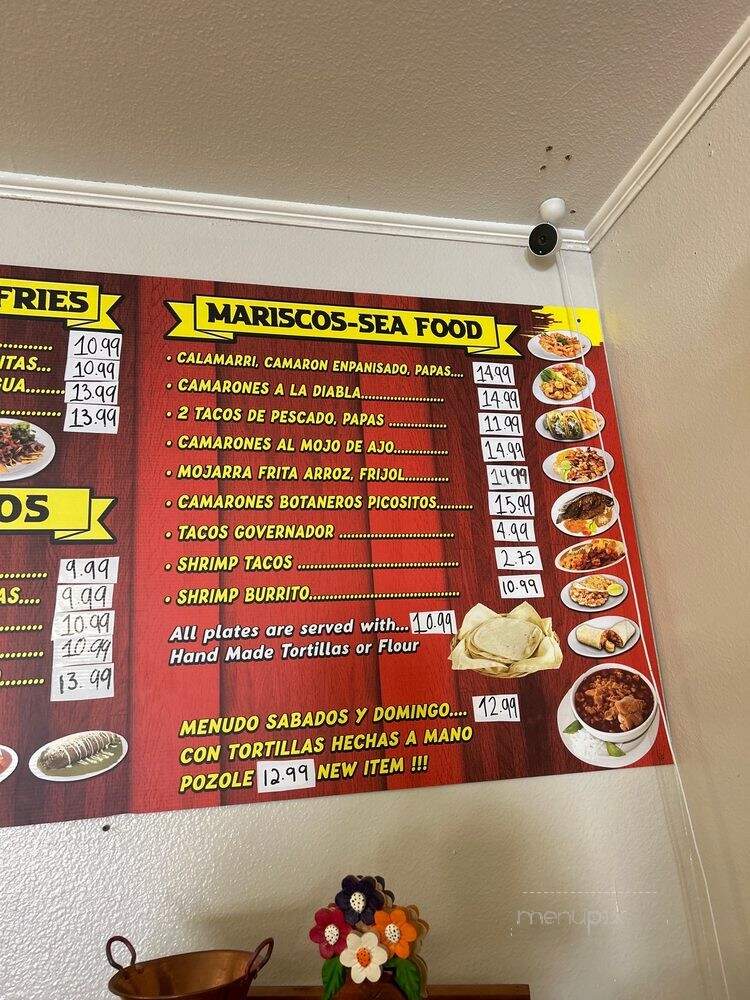 FRIES
10.99
ITAS... 10.99
GUA... 13.99
13.99
OS
9.99
AS.... 9.99
10.99
10.99
13.99
MARISCOS-SEA FOOD
• CALAMARRI, CAMARON ENPANISADO, PAPAS.... 14.99
• CAMARONES A LA DIABLA..................... 14.99
• 2 TACOS DE PESCADO, PAPAS .............. 11.99
• CAMARONES AL MOJO DE AJO............. 14.99
• MOJARRA FRITA ARROZ, FRIJOL.......... 14.99
• CAMARONES BOTANEROS PICOSITOS......... 15.99
• TACOS GOVERNADOR ............................ 4.99
• SHRIMP TACOS ....................................... 2.75
• SHRIMP BURRITO..................................... 10.99
All plates are served with... 10.99
Hand Made Tortillas or Flour
MENUDO SABADOS Y DOMINGO.... 12.99
CON TORTILLAS HECHAS A MANO
POZOLE 12.99 NEW ITEM !!!
menupix